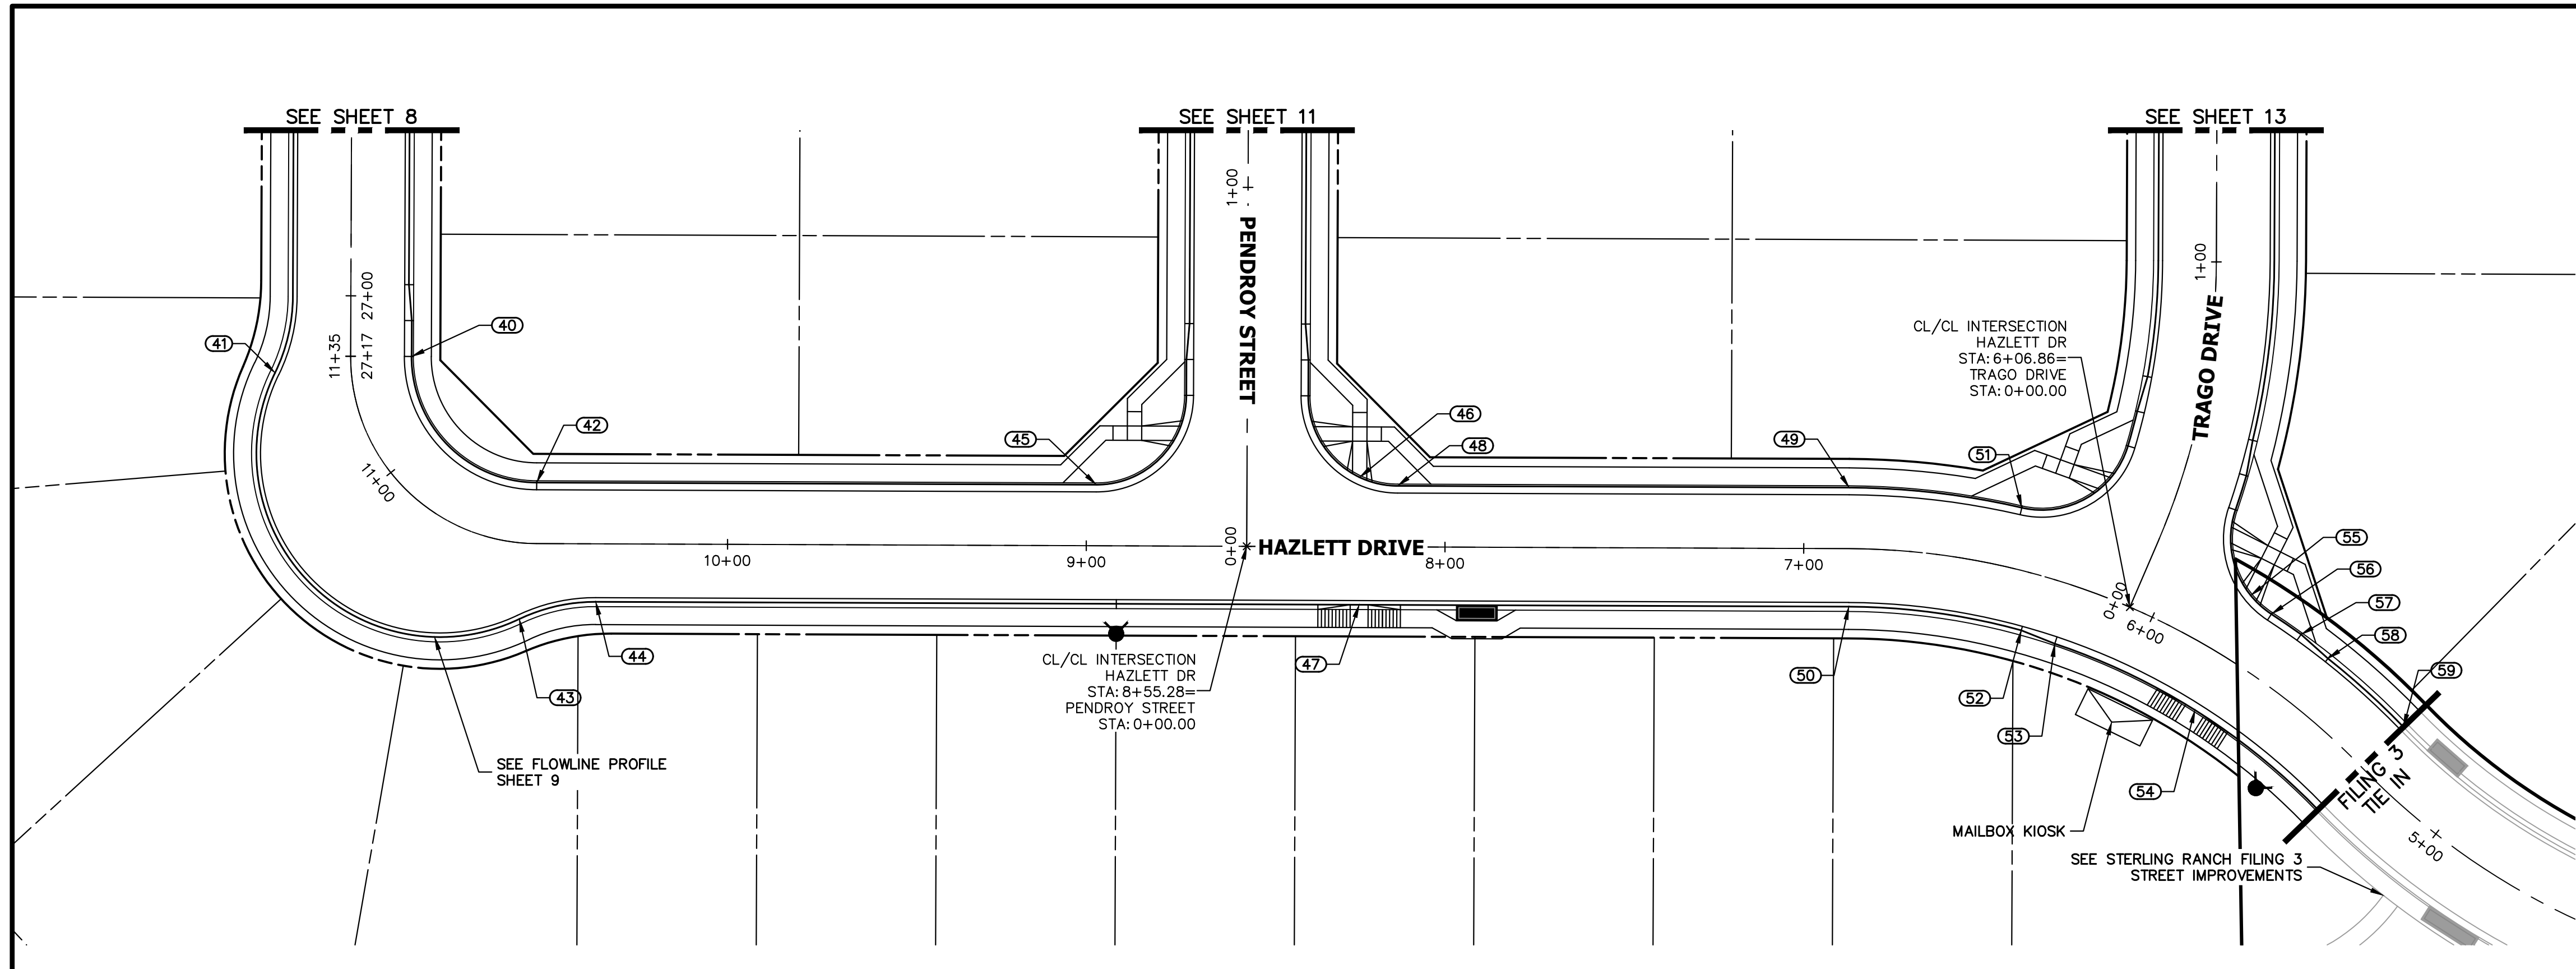 SEE SHEET 8
SEE SHEET 11
SEE SHEET 13
1+00
PENDROY STREET
1+00
TRAGO DRIVE
27+00
11+35
27+17
40
41
CL/CL INTERSECTION
HAZLETT DR
STA: 6+06.86=
TRAGO DRIVE
STA: 0+00.00
42
45
46
48
49
51
11+00
10+00
9+00
0+00
HAZLETT DRIVE
8+00
7+00
0+00
6+00
55
56
57
58
59
44
43
CL/CL INTERSECTION
HAZLETT DR
STA: 8+55.28=
PENDROY STREET
STA: 0+00.00
47
50
52
53
54
SEE FLOWLINE PROFILE
SHEET 9
FILING 3
TIE IN
MAILBOX KIOSK
5+00
SEE STERLING RANCH FILING 3
STREET IMPROVEMENTS